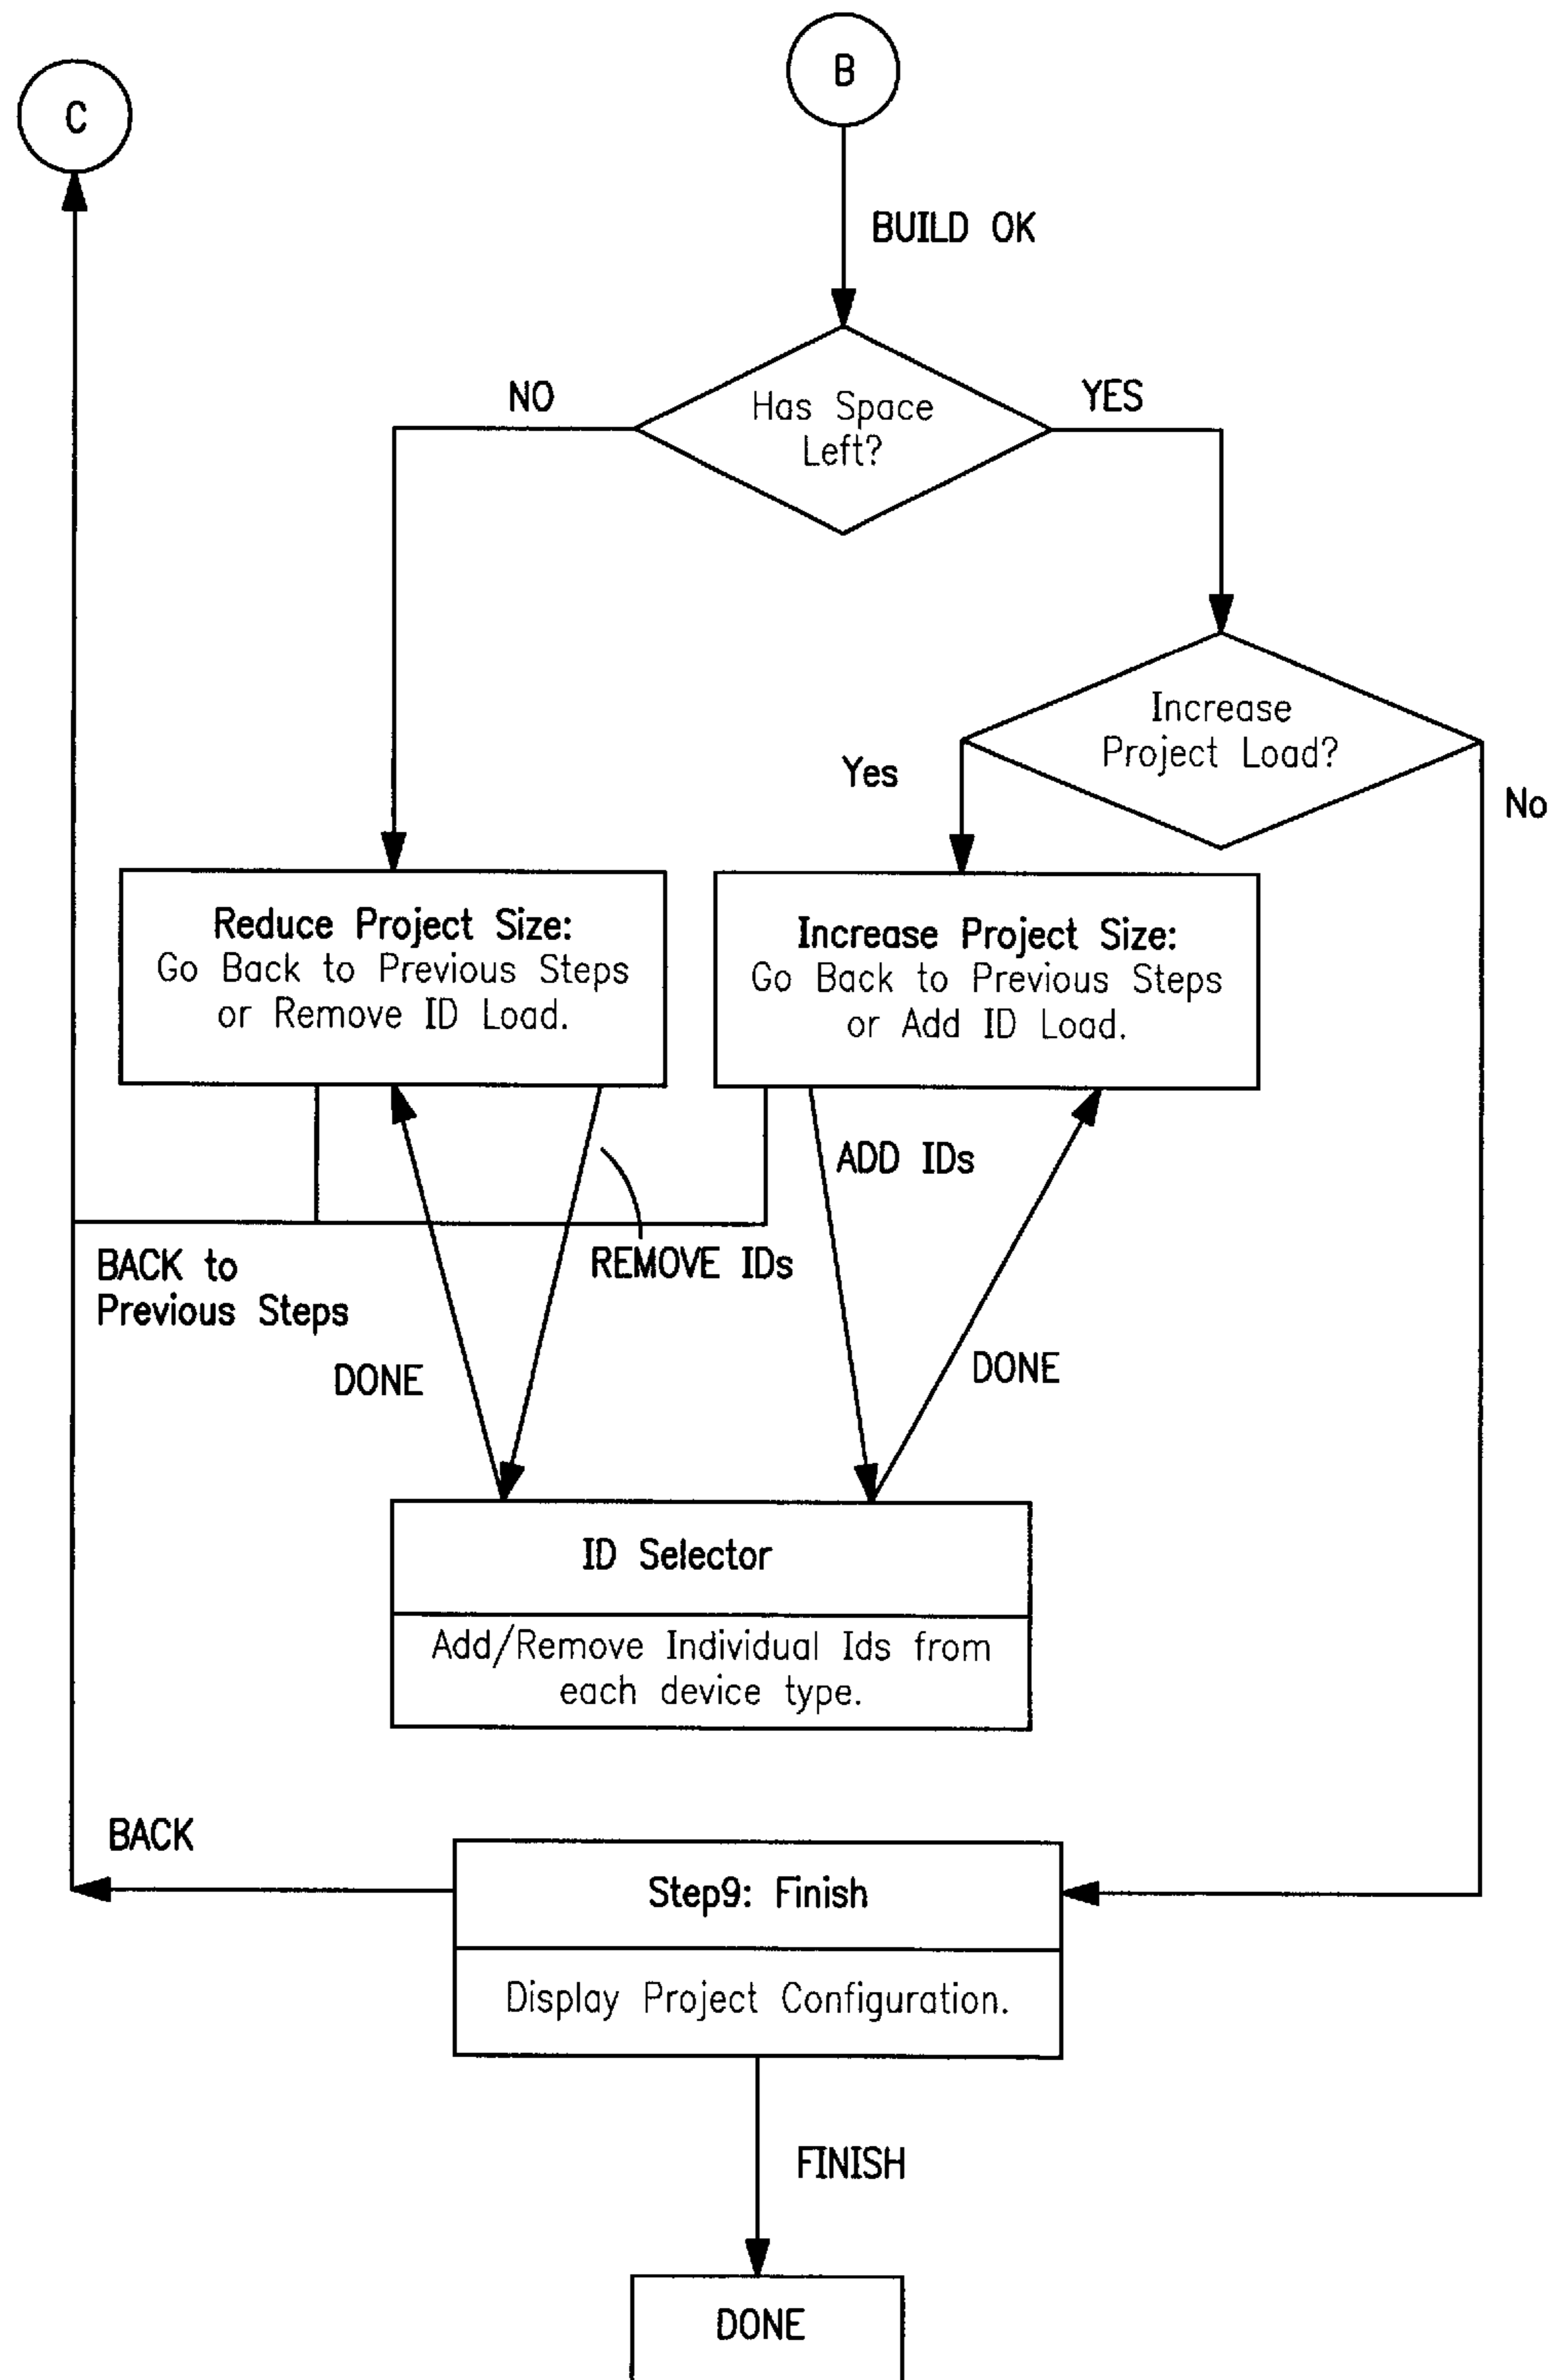 B
C
BUILD OK
NO
YES
Has Space
Left?
Increase
Project Load?
Yes
No
Reduce Project Size:
Go Back to Previous Steps
or Remove ID Load.
Increase Project Size:
Go Back to Previous Steps
or Add ID Load.
ADD IDs
REMOVE IDs
BACK to
Previous Steps
DONE
DONE
ID Selector
Add/Remove Individual Ids from
each device type.
BACK
Step9: Finish
Display Project Configuration.
FINISH
DONE